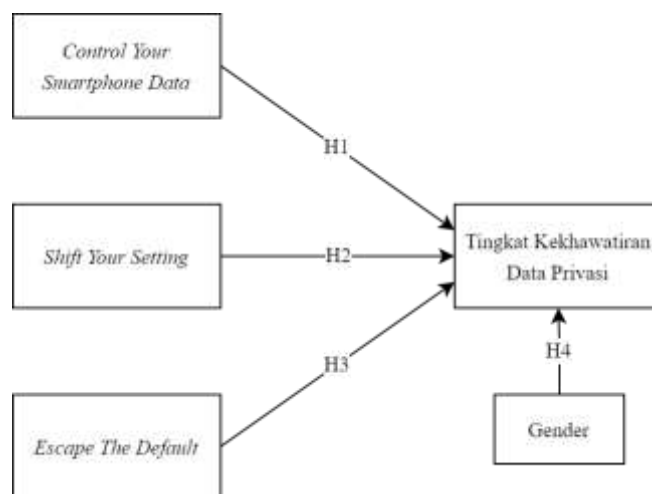 Control Your
Smartphone Data
H1
Shift Your Setting
H2
Tingkat Kekhawatiran
Data Privasi
H3
H4
Escape The Default
Gender